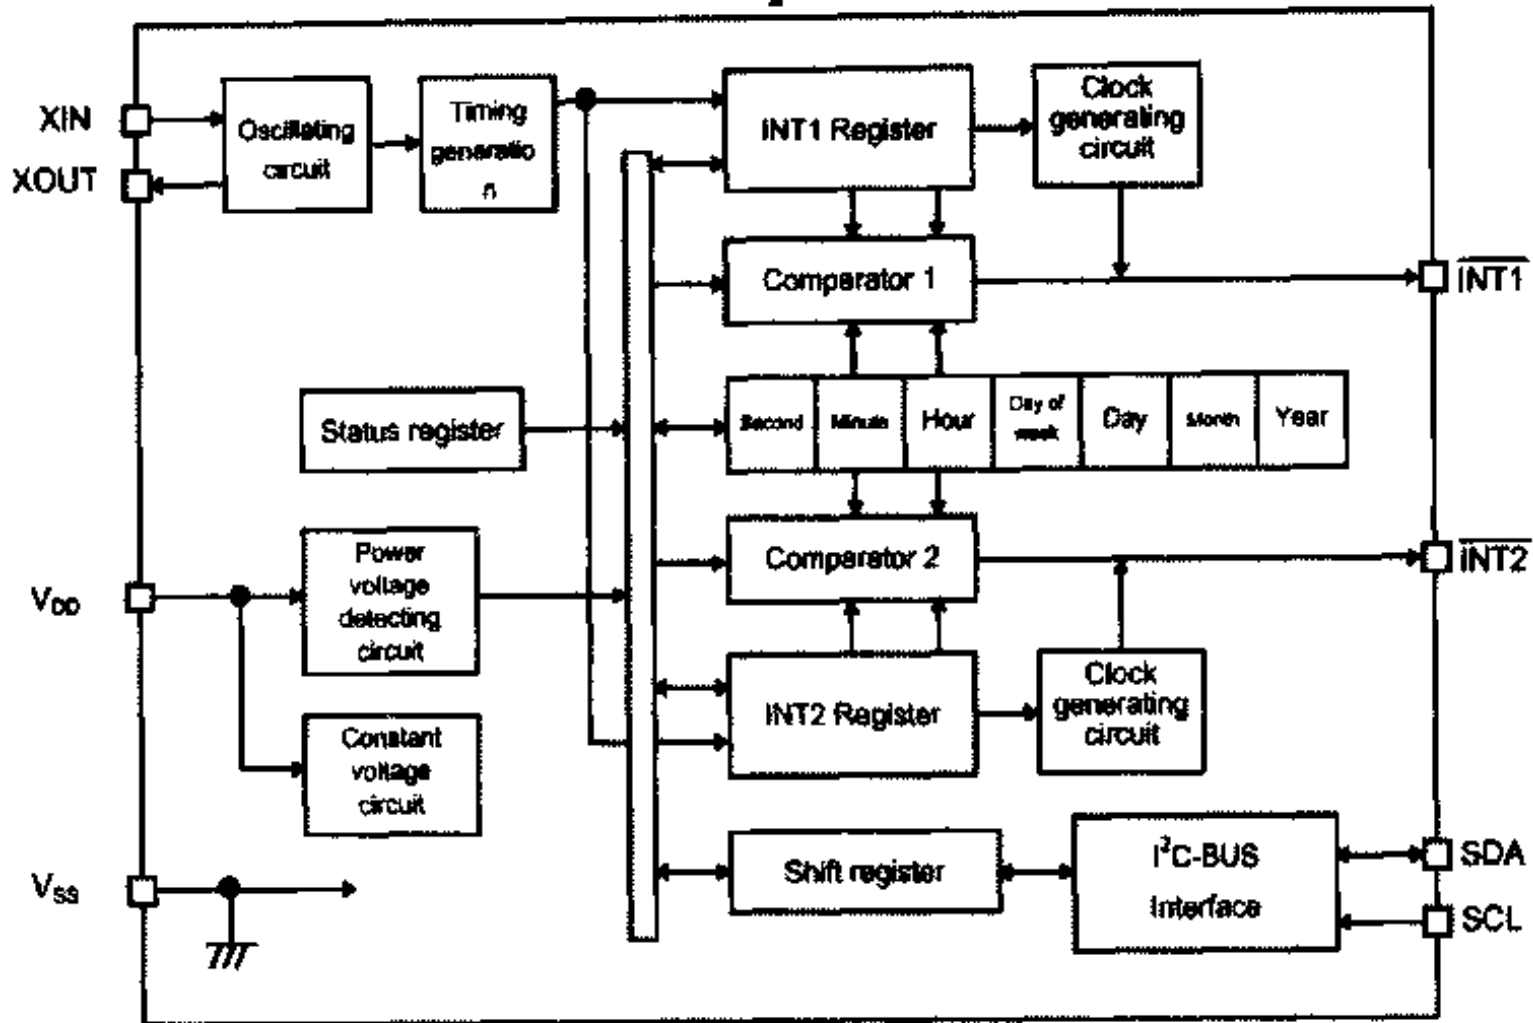 XIN
XOUT
Oscillating
circuit
Timing
generatio
n
INT1 Register
Clock
generating
circuit
Comparator 1
INT1
Status register
Second
Minute
Hour
Day of
week
Day
Month
Year
Comparator 2
INT2
VDD
Power
voltage
detecting
circuit
INT2 Register
Clock
generating
circuit
Constant
voltage
circuit
VSS
Shift register
I²C-BUS
Interface
SDA
SCL